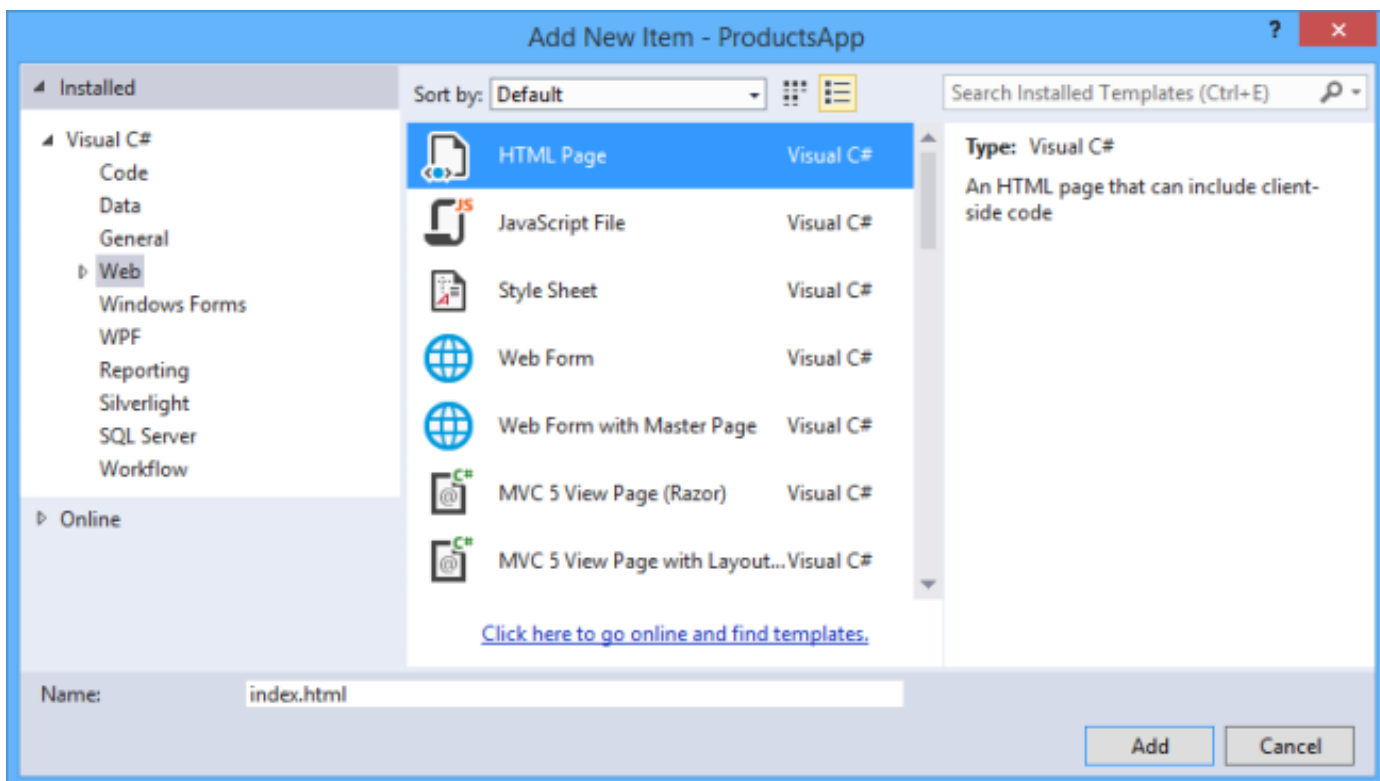 Add New Item - ProductsApp
?
Installed
Visual C#
Code
Data
General
Web
Windows Forms
WPF
Reporting
Silverlight
SQL Server
Workflow
Online
Sort by: Default
Search Installed Templates (Ctrl+E)
HTML Page Visual C#
JS
JavaScript File Visual C#
A
Style Sheet Visual C#
Web Form Visual C#
Web Form with Master Page Visual C#
C#
@
MVC 5 View Page (Razor) Visual C#
C#
@
MVC 5 View Page with Layout... Visual C#
Click here to go online and find templates.
Type: Visual C#
An HTML page that can include client-
side code
Name: index.html
Add Cancel